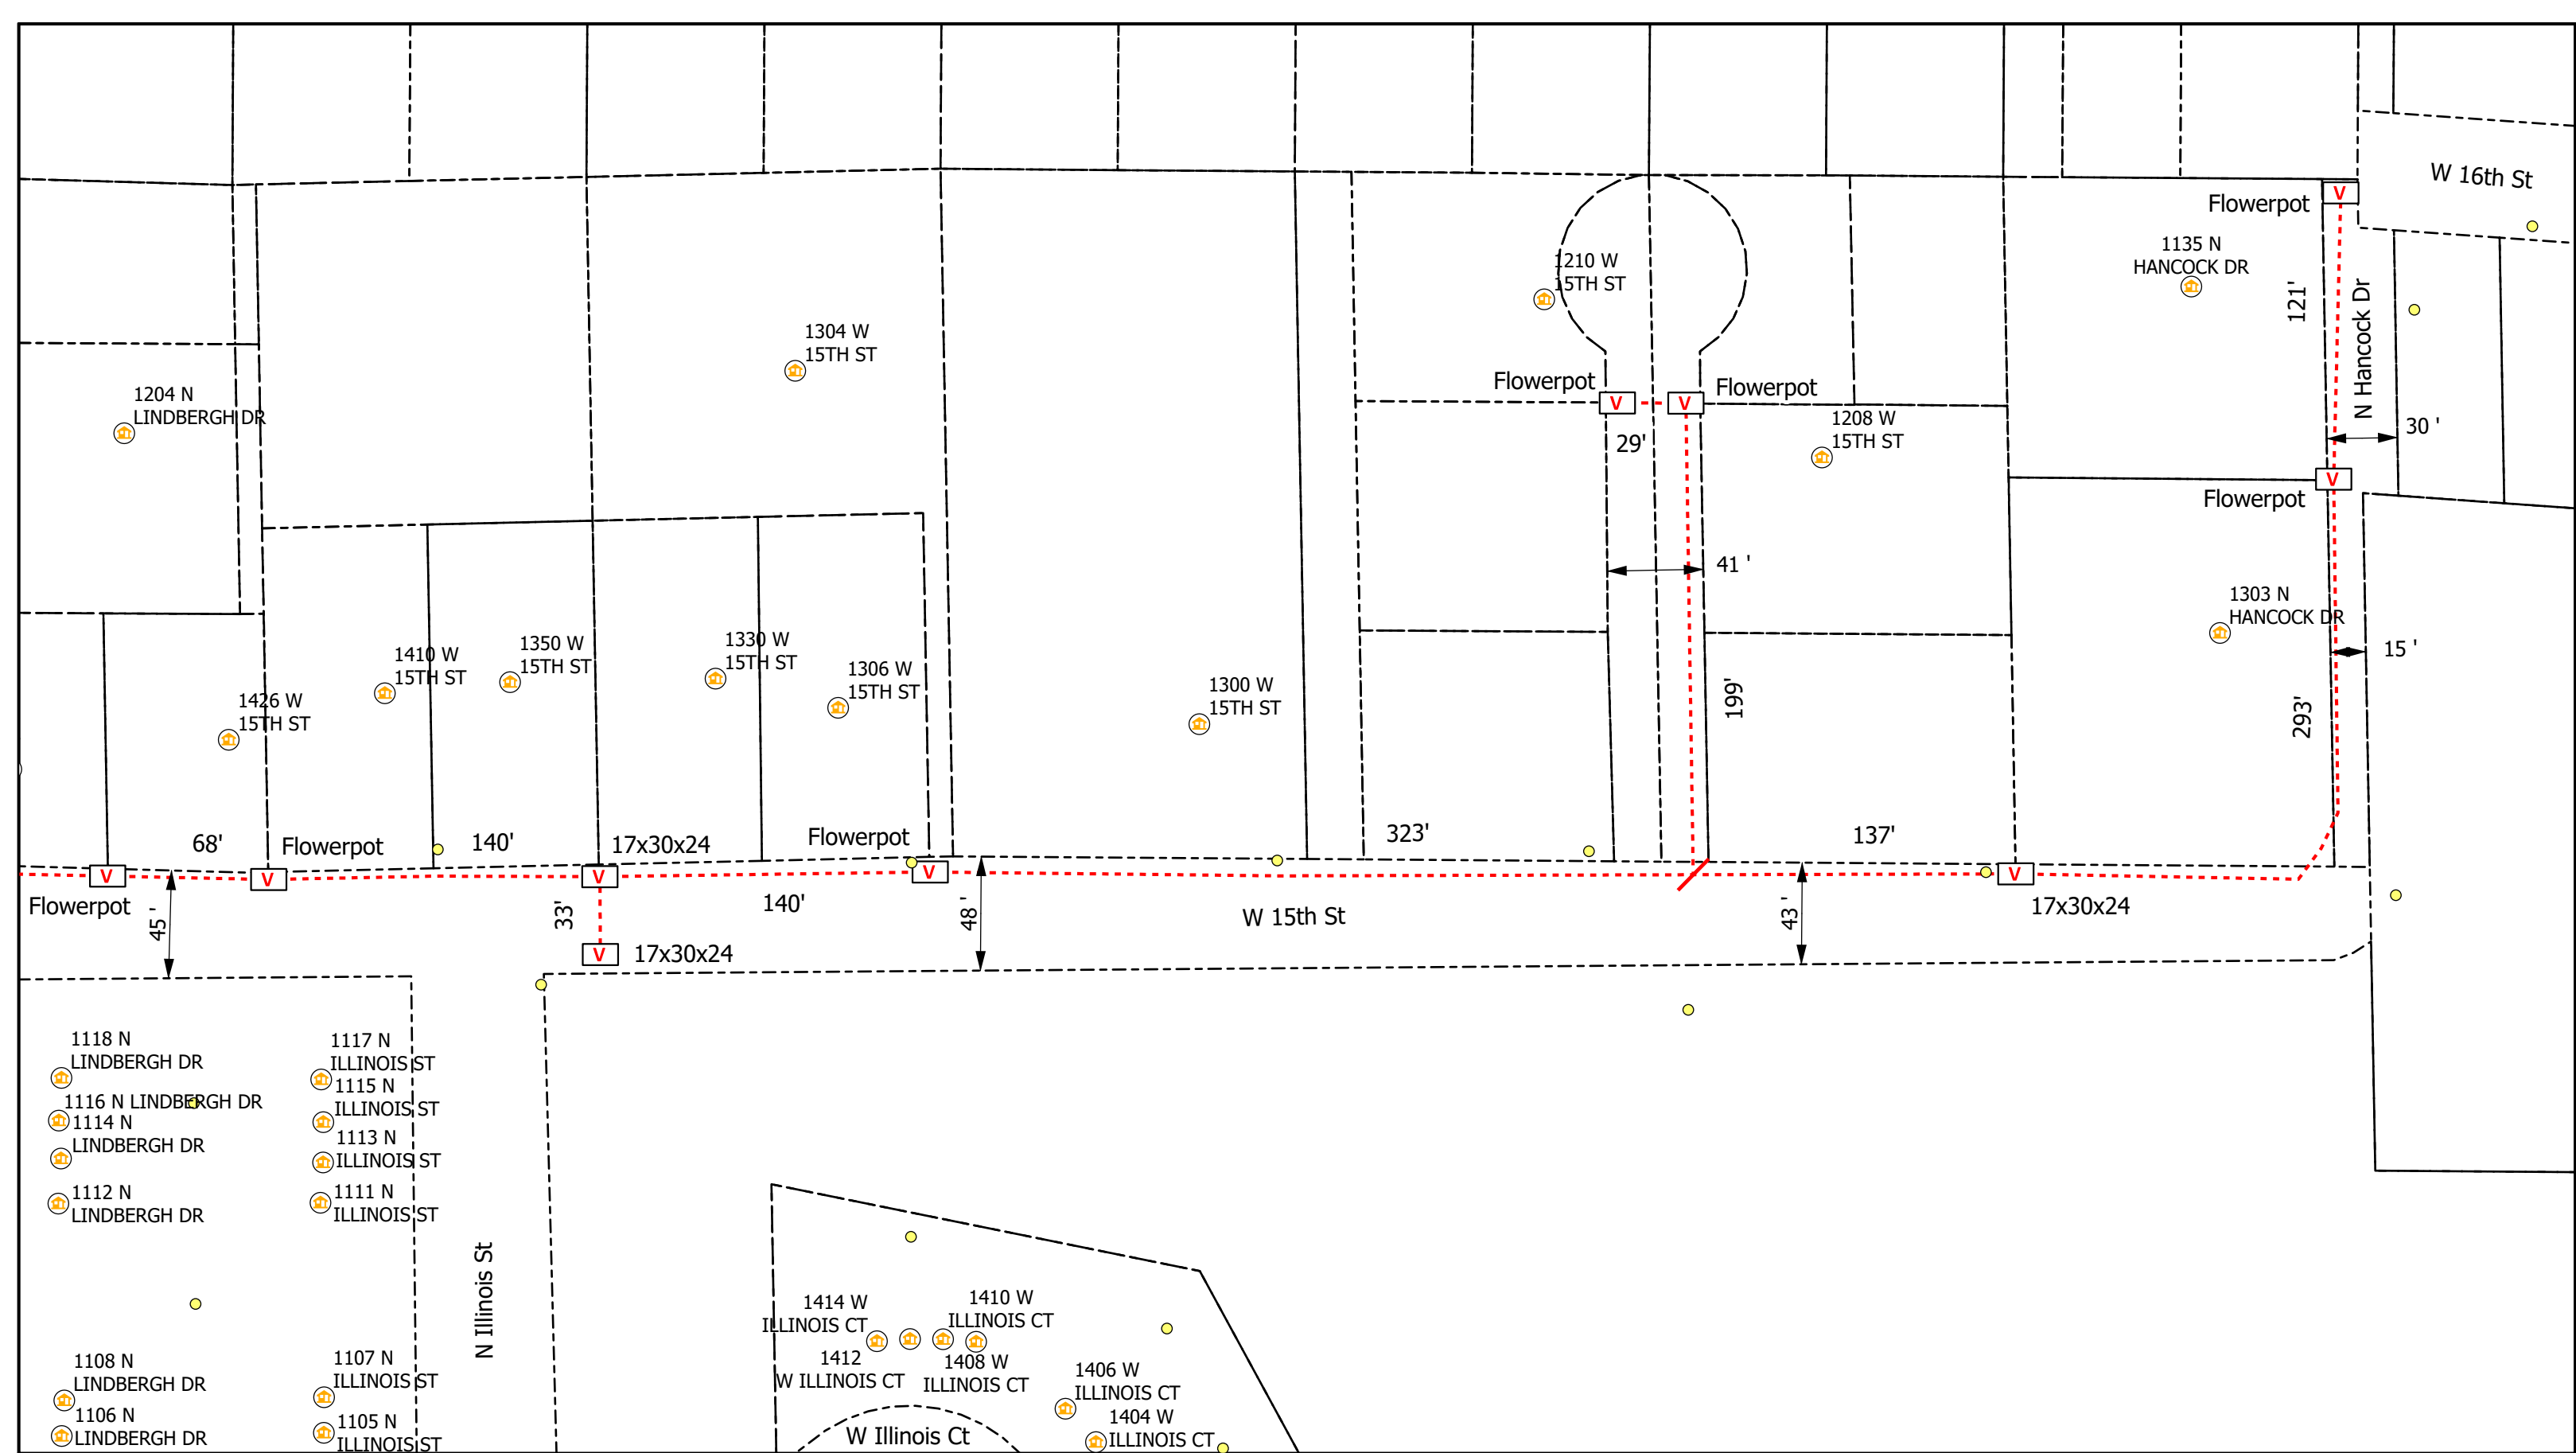 W 16th St
Flowerpot
1135 N
HANCOCK DR
121'
N Hancock Dr
1210 W
15TH ST
1304 W
15TH ST
1204 N
LINDBERGH DR
Flowerpot
Flowerpot
29'
1208 W
15TH ST
30 '
Flowerpot
41 '
1303 N
HANCOCK DR
15 '
293'
199'
1426 W
15TH ST
1410 W
15TH ST
1350 W
15TH ST
1330 W
15TH ST
1306 W
15TH ST
1300 W
15TH ST
68'
Flowerpot
140'
17x30x24
Flowerpot
323'
137'
V
V
V
V
V
V
V
V
V
V
Flowerpot
45 '
33'
140'
48 '
W 15th St
43 '
17x30x24
17x30x24
1118 N
LINDBERGH DR
1116 N LINDBERGH DR
1114 N
LINDBERGH DR
1112 N
LINDBERGH DR
1117 N
ILLINOIS ST
1115 N
ILLINOIS ST
1113 N
ILLINOIS ST
1111 N
ILLINOIS ST
N Illinois St
1108 N
LINDBERGH DR
1106 N
LINDBERGH DR
1107 N
ILLINOIS ST
1105 N
ILLINOIS ST
1414 W
ILLINOIS CT
1410 W
ILLINOIS CT
1412
W ILLINOIS CT
1408 W
ILLINOIS CT
1406 W
ILLINOIS CT
1404 W
ILLINOIS CT
W Illinois Ct